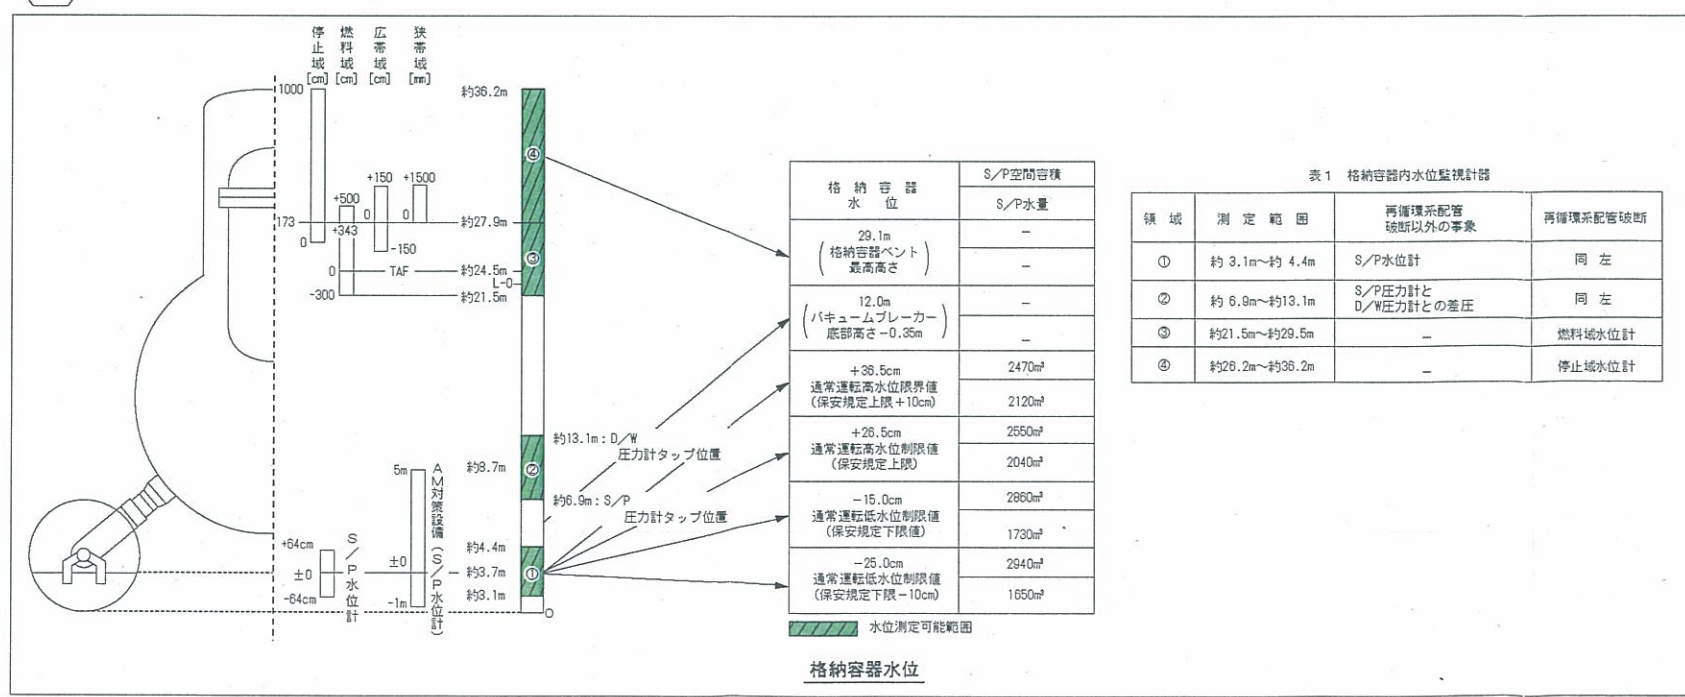 停止域[cm]
燃料域[cm]
広帯域[cm]
狭帯域[mm]
1000
173
0
+500
+343
0
-300
+150
0
-150
+1500
0
TAF
L-0
約36.2m
約27.9m
約24.5m
約21.5m
④
③
②
①
約13.1m:D/W
圧力計タップ位置
約8.7m
約6.9m:S/P
圧力計タップ位置
約4.4m
約3.7m
約3.1m
0
+64cm
±0
-64cm
S/P水位計
5m
±0
-1m
AM対策設備(S/P水位計)
格納容器
水位
S/P空間容積
S/P水量
29.1m
(格納容器ベント
最高高さ)
-
-
12.0m
(バキュームブレーカー
底部高さ-0.35m)
-
-
+36.5cm
通常運転高水位限界値
(保安規定上限+10cm)
2470m³
2120m³
+26.5cm
通常運転高水位制限値
(保安規定上限)
2550m³
2040m³
-15.0cm
通常運転低水位制限値
(保安規定下限値)
2860m³
1730m³
-25.0cm
通常運転低水位制限値
(保安規定下限-10cm)
2940m³
1650m³
水位測定可能範囲
格納容器水位
表1 格納容器内水位監視計器
領域 測定範囲 再循環系配管
破断以外の事象 再循環系配管破断
① 約3.1m~約4.4m S/P水位計 同左
② 約6.9m~約13.1m S/P圧力計と
D/W圧力計との差圧 同左
③ 約21.5m~約29.5m - 燃料域水位計
④ 約26.2m~約36.2m - 停止域水位計